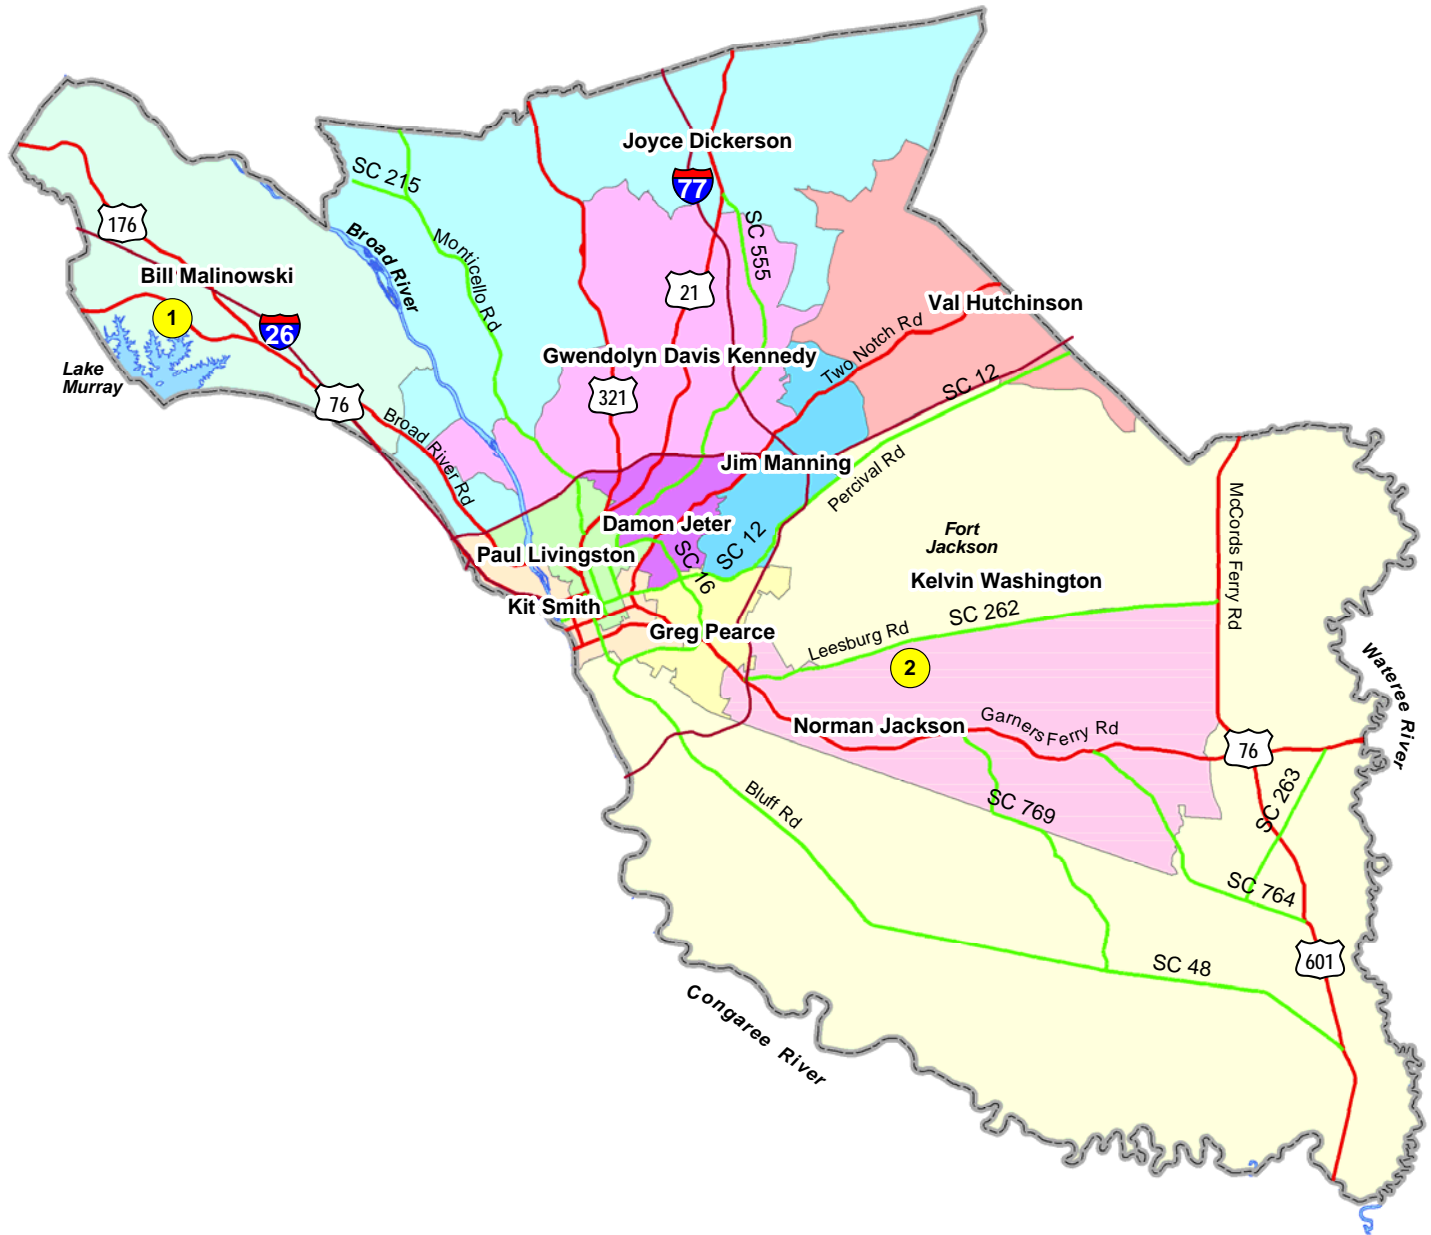 Joyce Dickerson
SC 215
77
176
Broad River
Monticello Rd
SC 555
Bill Malinowski
21
Val Hutchinson
1
26
Two Notch Rd
Gwendolyn Davis Kennedy
Lake
Murray
SC 12
321
76
Broad River Rd
Jim Manning
Percival Rd
McCords Ferry Rd
Damon Jeter
Fort
Jackson
SC 12
Paul Livingston
SC 16
Kelvin Washington
Kit Smith
SC 262
Greg Pearce
Leesburg Rd
2
Wateree River
Norman Jackson
Garners Ferry Rd
76
Bluff Rd
SC 769
SC 263
SC 764
601
SC 48
Congaree River